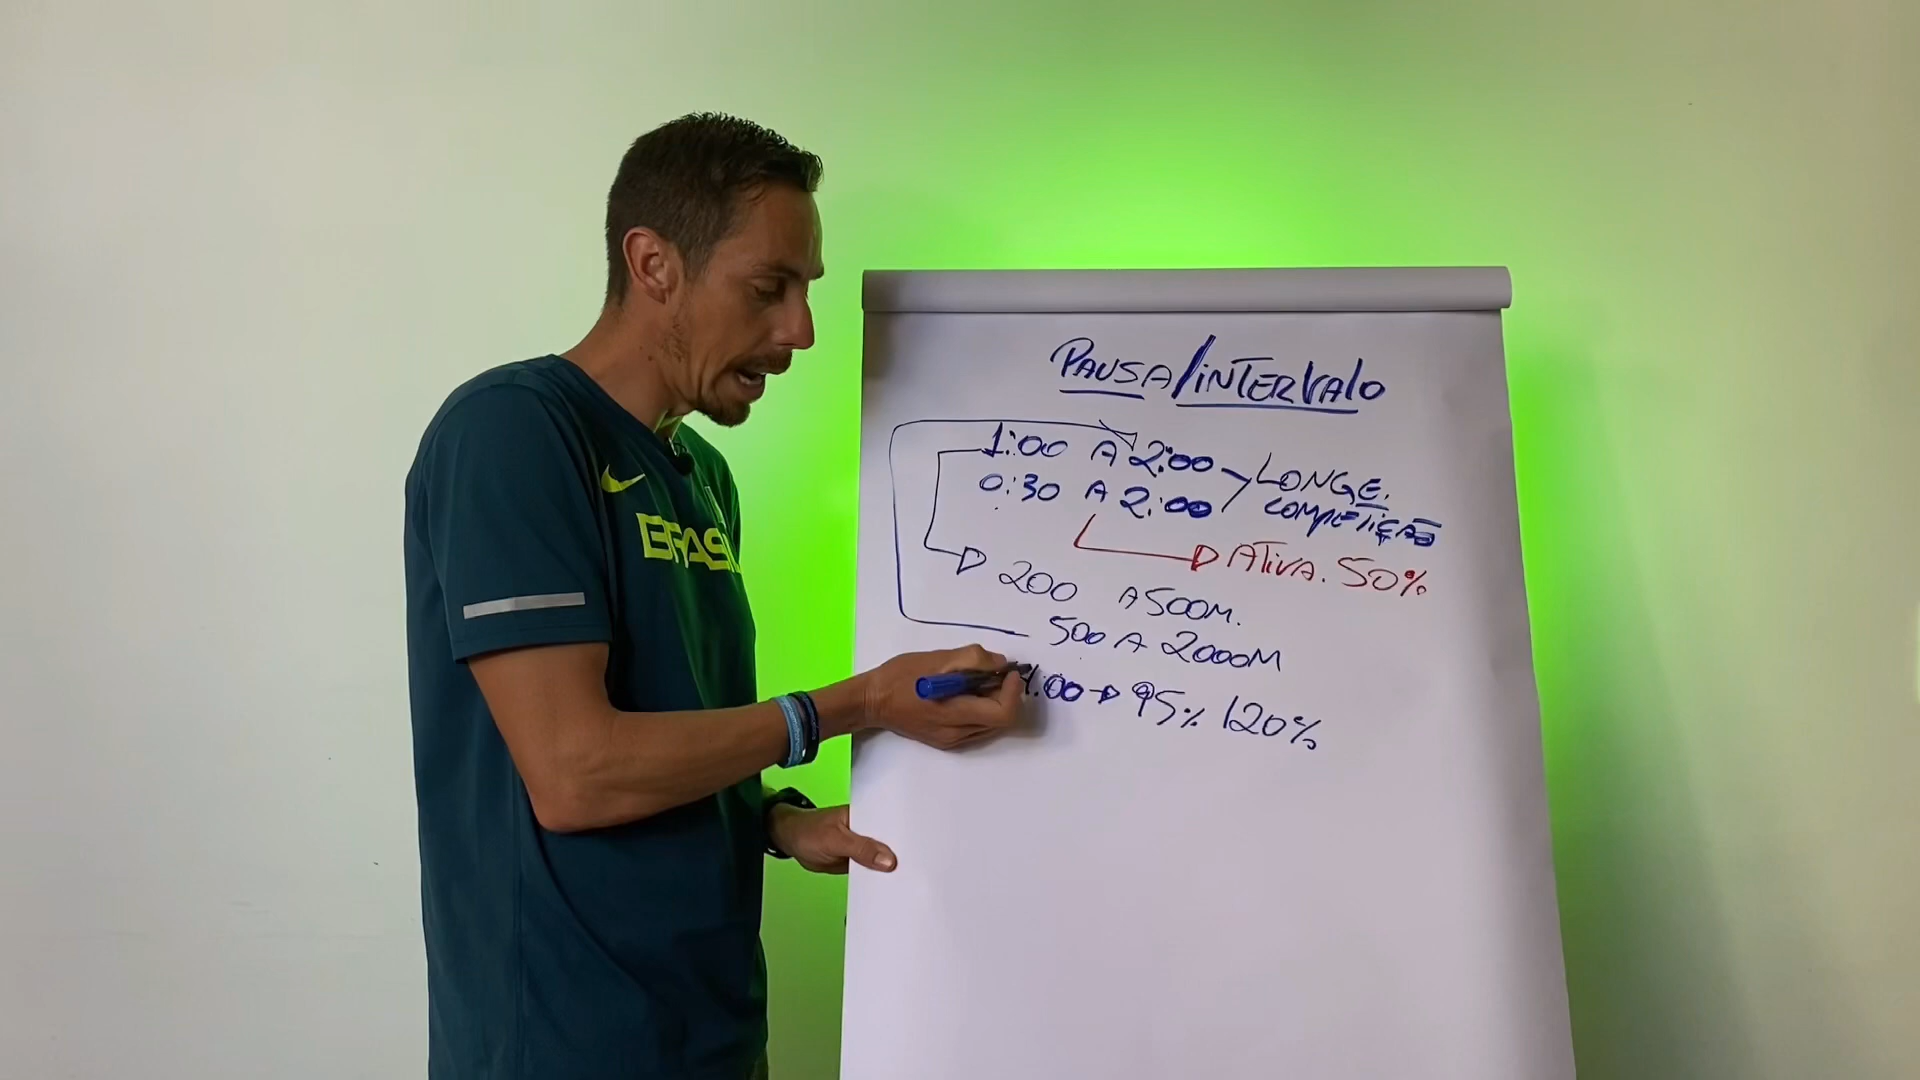 PAUSA/INTERVALO
1:00 A 2:00 LONGE.
0:30 A 2:00 COMPETIÇÃO
ATIVA. 50%
200 A 500M.
500 A 2000M
:00 → 95% 120%
BRASIL